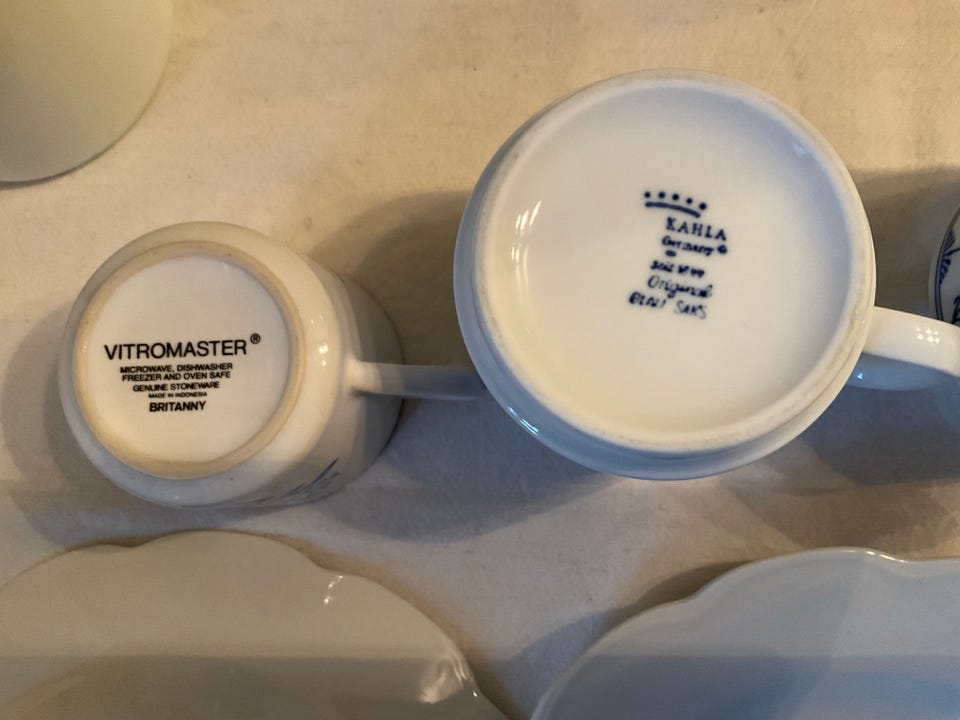 VITROMASTER®
MICROWAVE, DISHWASHER
FREEZER AND OVEN SAFE
GENUINE STONEWARE
MADE IN INDONESIA
BRITANNY
KAHLA
Germany
Original
BLAU SAKS